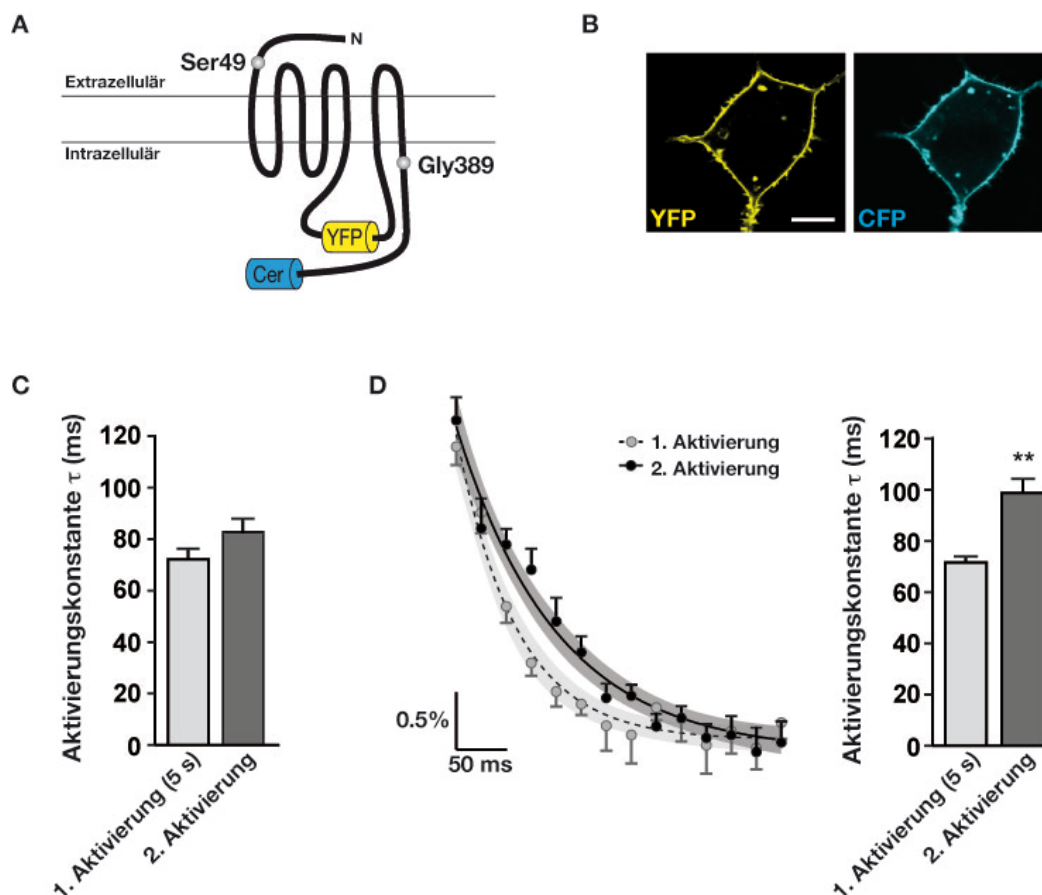 A
Ser49
N
Extrazellulär
Intrazellulär
Gly389
YFP
Cer
B
YFP
CFP
C
Aktivierungskonstante τ (ms)
120
100
80
60
40
20
0
1. Aktivierung (5 s)
2. Aktivierung
D
1. Aktivierung
2. Aktivierung
0.5%
50 ms
Aktivierungskonstante τ (ms)
120
100
80
60
40
20
0
**
1. Aktivierung (5 s)
2. Aktivierung